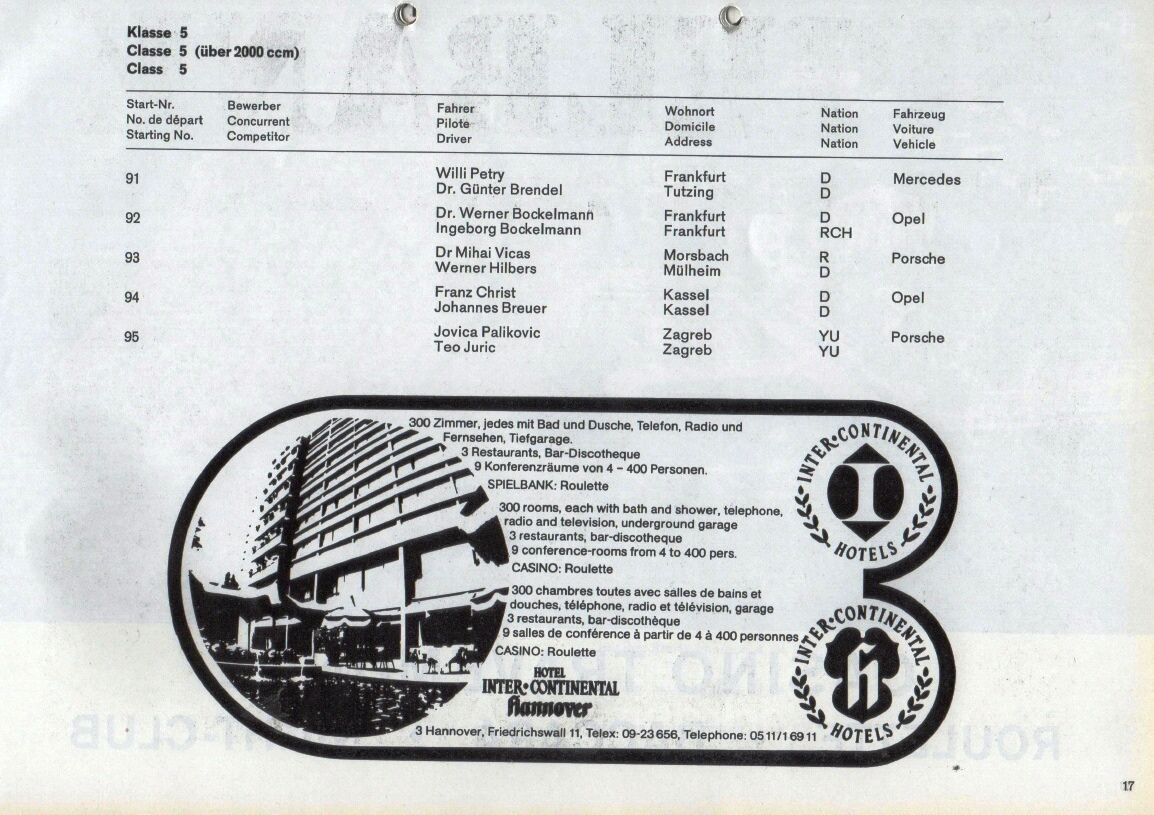 Klasse 5
Classe 5 (über 2000 ccm)
Class 5
Start-Nr. Bewerber Fahrer Wohnort Nation Fahrzeug
No. de départ Concurrent Pilote Domicile Nation Voiture
Starting No. Competitor Driver Address Nation Vehicle
91 Willi Petry Frankfurt D Mercedes
Dr. Günter Brendel Tutzing D
92 Dr. Werner Bockelmann Frankfurt D Opel
Ingeborg Bockelmann Frankfurt RCH
93 Dr Mihai Vicas Morsbach R Porsche
Werner Hilbers Mülheim D
94 Franz Christ Kassel D Opel
Johannes Breuer Kassel D
95 Jovica Palikovic Zagreb YU Porsche
Teo Juric Zagreb YU
300 Zimmer, jedes mit Bad und Dusche, Telefon, Radio und
Fernsehen, Tiefgarage.
3 Restaurants, Bar-Discotheque
9 Konferenzräume von 4 – 400 Personen.
SPIELBANK: Roulette
300 rooms, each with bath and shower, telephone,
radio and television, underground garage
3 restaurants, bar-discotheque
9 conference-rooms from 4 to 400 pers.
CASINO: Roulette
300 chambres toutes avec salles de bains et
douches, téléphone, radio et télévision, garage
3 restaurants, bar-discothèque
9 salles de conférence à partir de 4 à 400 personnes
CASINO: Roulette
HOTEL
INTER•CONTINENTAL
Hannover
3 Hannover, Friedrichswall 11, Telex: 09-23 656, Telephone: 05 11/1 69 11
INTER•CONTINENTAL
I
HOTELS
INTER•CONTINENTAL
H
HOTELS
17